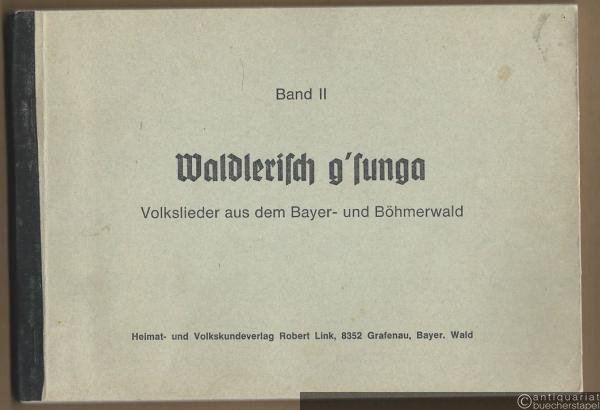 Band II
Waldlerisch g'sunga
Volkslieder aus dem Bayer- und Böhmerwald
Heimat- und Volkskundeverlag Robert Link, 8352 Grafenau, Bayer. Wald
©antiquariat
buecherstapel